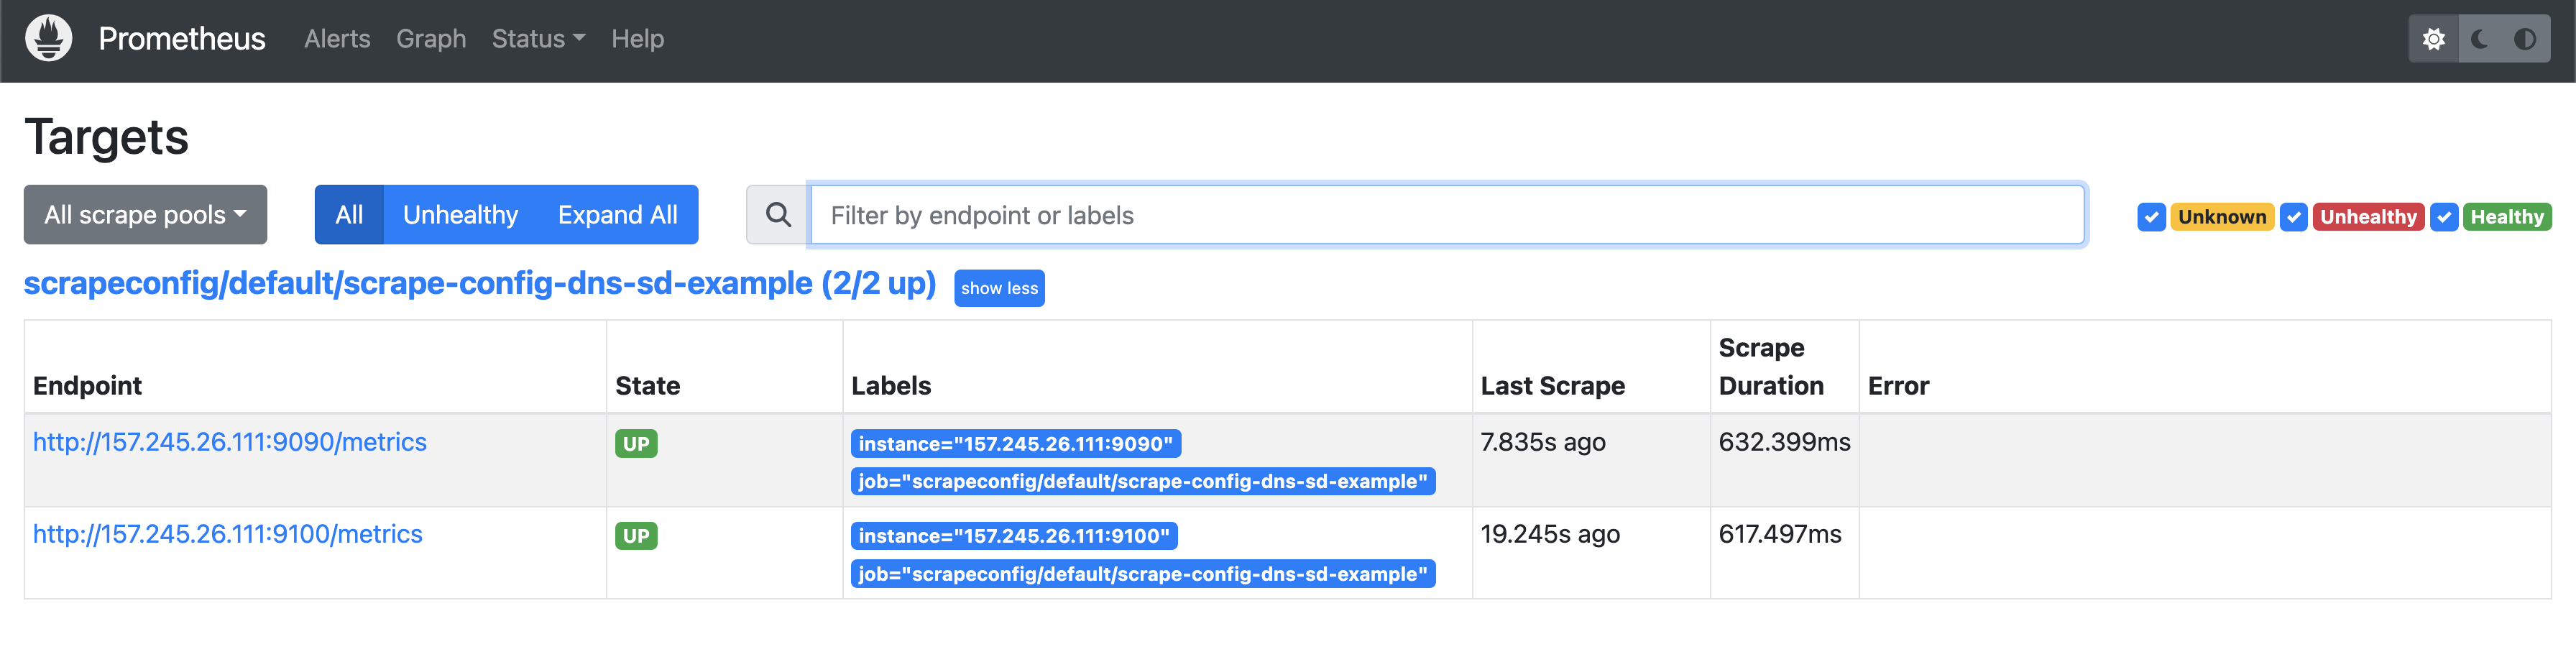 Prometheus Alerts Graph Status Help
Targets
All scrape pools All Unhealthy Expand All Filter by endpoint or labels Unknown Unhealthy Healthy
scrapeconfig/default/scrape-config-dns-sd-example (2/2 up) show less
Endpoint State Labels Last Scrape Scrape Duration Error
http://157.245.26.111:9090/metrics UP instance="157.245.26.111:9090" 7.835s ago 632.399ms
job="scrapeconfig/default/scrape-config-dns-sd-example"
http://157.245.26.111:9100/metrics UP instance="157.245.26.111:9100" 19.245s ago 617.497ms
job="scrapeconfig/default/scrape-config-dns-sd-example"